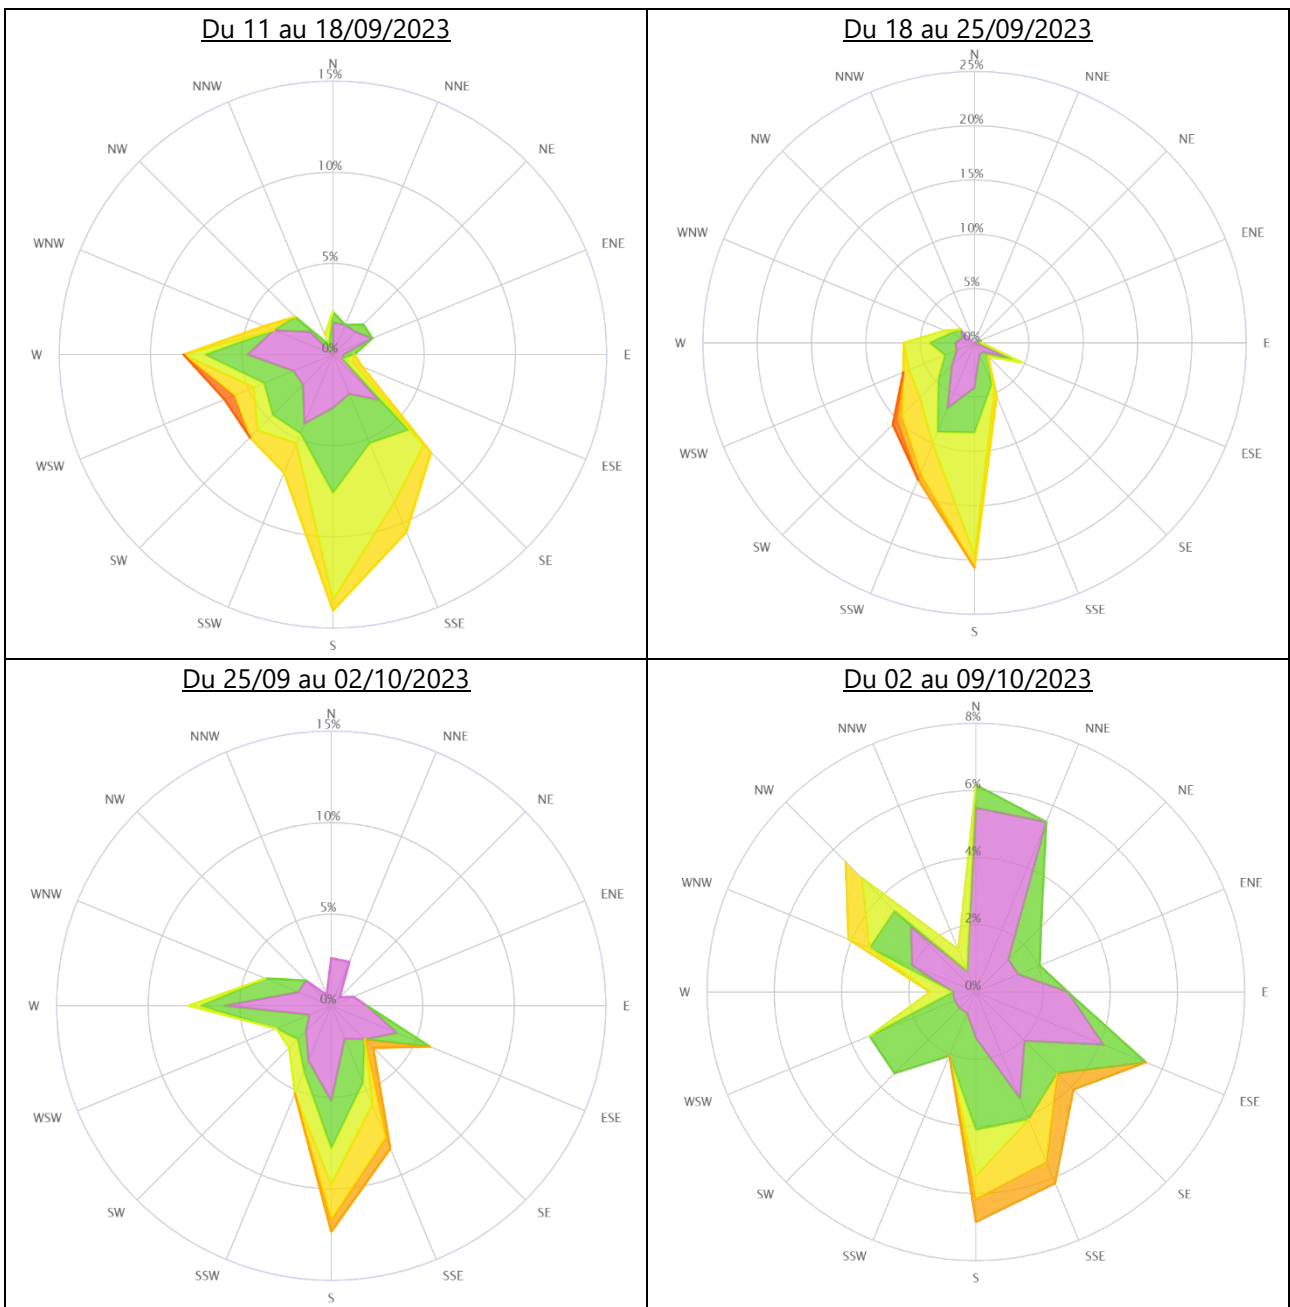 Du 11 au 18/09/2023
N
15%
NNW
NNE
NW
NE
10%
WNW
ENE
5%
W
0%
E
WSW
ESE
SW
SE
SSW
SSE
S
Du 18 au 25/09/2023
N
25%
NNW
NNE
20%
NW
NE
15%
WNW
10%
ENE
5%
W
0%
E
WSW
ESE
SW
SE
SSW
SSE
S
Du 25/09 au 02/10/2023
N
15%
NNW
NNE
NW
NE
10%
WNW
ENE
5%
W
0%
E
WSW
ESE
SW
SE
SSW
SSE
S
Du 02 au 09/10/2023
N
8%
NNW
NNE
6%
NW
NE
4%
WNW
ENE
2%
W
0%
E
WSW
ESE
SW
SE
SSW
SSE
S